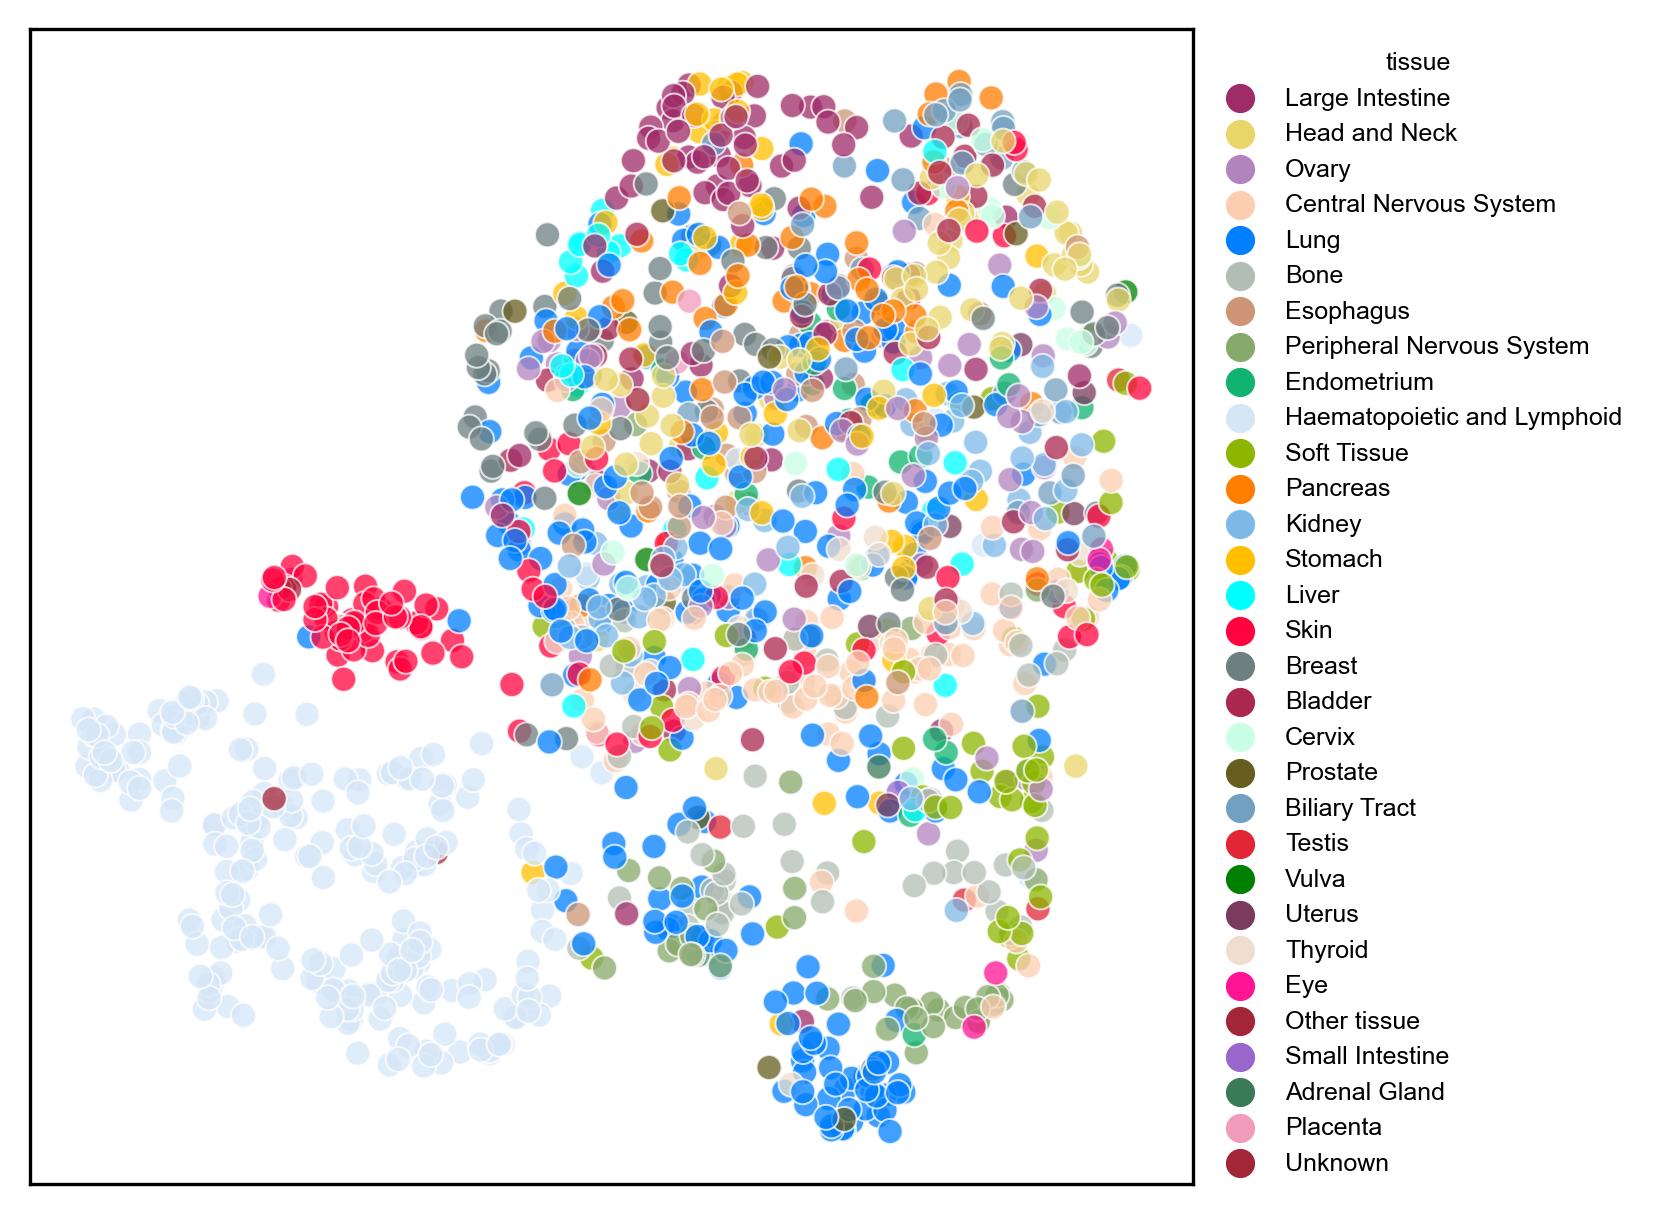 tissue
Large Intestine
Head and Neck
Ovary
Central Nervous System
Lung
Bone
Esophagus
Peripheral Nervous System
Endometrium
Haematopoietic and Lymphoid
Soft Tissue
Pancreas
Kidney
Stomach
Liver
Skin
Breast
Bladder
Cervix
Prostate
Biliary Tract
Testis
Vulva
Uterus
Thyroid
Eye
Other tissue
Small Intestine
Adrenal Gland
Placenta
Unknown